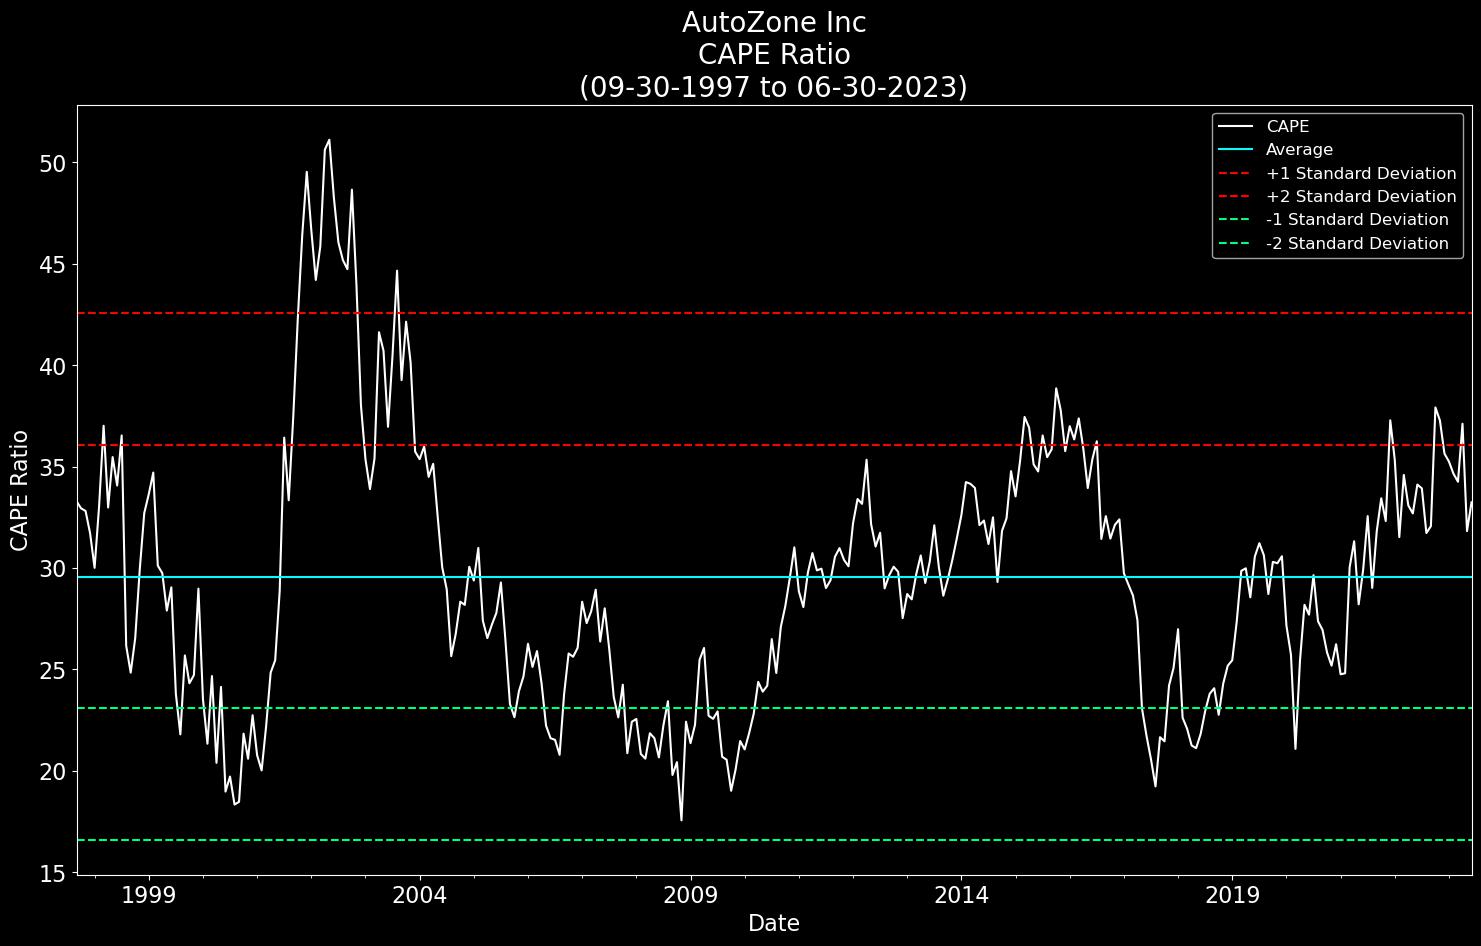 AutoZone Inc
CAPE Ratio
(09-30-1997 to 06-30-2023)
CAPE
Average
+1 Standard Deviation
+2 Standard Deviation
-1 Standard Deviation
-2 Standard Deviation
CAPE Ratio
50
45
40
35
30
25
20
15
1999
2004
2009
2014
2019
Date